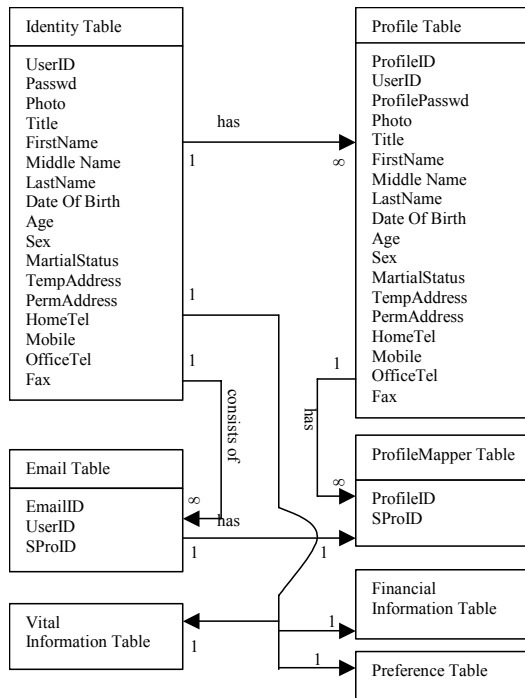 Identity Table
UserID
Passwd
Photo
Title
FirstName
Middle Name
LastName
Date Of Birth
Age
Sex
MartialStatus
TempAddress
PermAddress
HomeTel
Mobile
OfficeTel
Fax
has
1
∞
Profile Table
ProfileID
UserID
ProfilePasswd
Photo
Title
FirstName
Middle Name
LastName
Date Of Birth
Age
Sex
MartialStatus
TempAddress
PermAddress
HomeTel
Mobile
OfficeTel
Fax
1
1
consists of
∞
1
has
∞
Email Table
EmailID
UserID
SProID
has
1
1
ProfileMapper Table
ProfileID
SProID
Vital
Information Table
1
1
Financial
Information Table
1
Preference Table